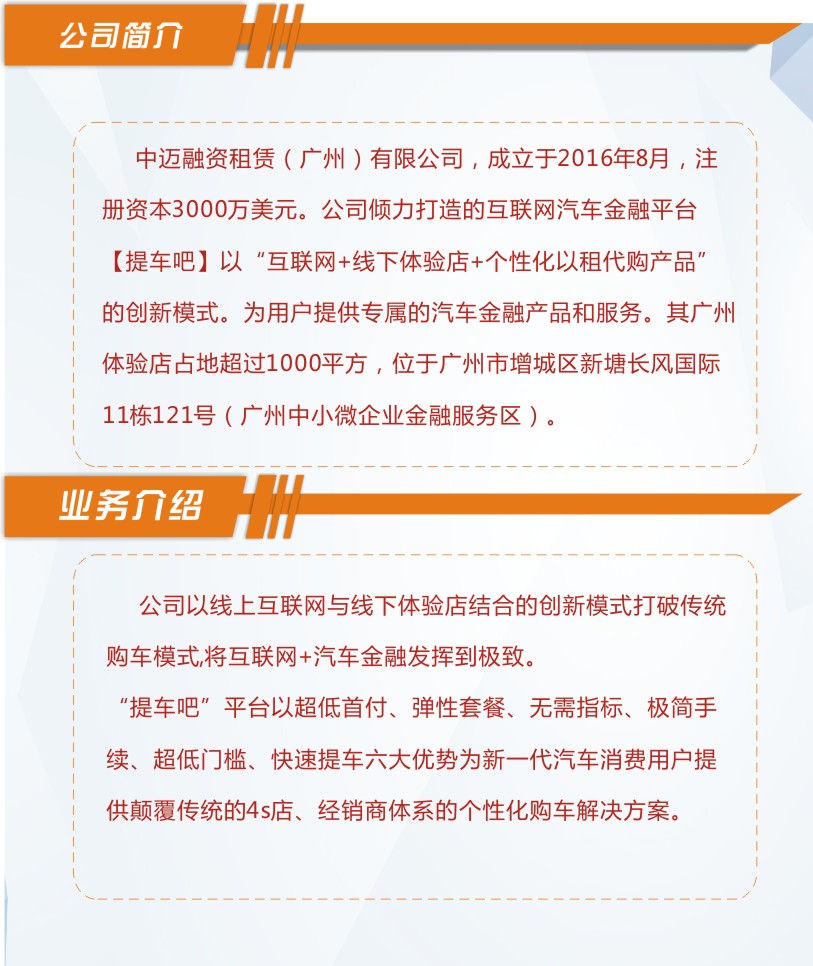 公司简介
中迈融资租赁（广州）有限公司，成立于2016年8月，注
册资本3000万美元。公司倾力打造的互联网汽车金融平台
【提车吧】以“互联网+线下体验店+个性化以租代购产品”
的创新模式。为用户提供专属的汽车金融产品和服务。其广州
体验店占地超过1000平方，位于广州市增城区新塘长风国际
11栋121号（广州中小微企业金融服务区）。
业务介绍
公司以线上互联网与线下体验店结合的创新模式打破传统
购车模式,将互联网+汽车金融发挥到极致。
“提车吧”平台以超低首付、弹性套餐、无需指标、极简手
续、超低门槛、快速提车六大优势为新一代汽车消费用户提
供颠覆传统的4s店、经销商体系的个性化购车解决方案。